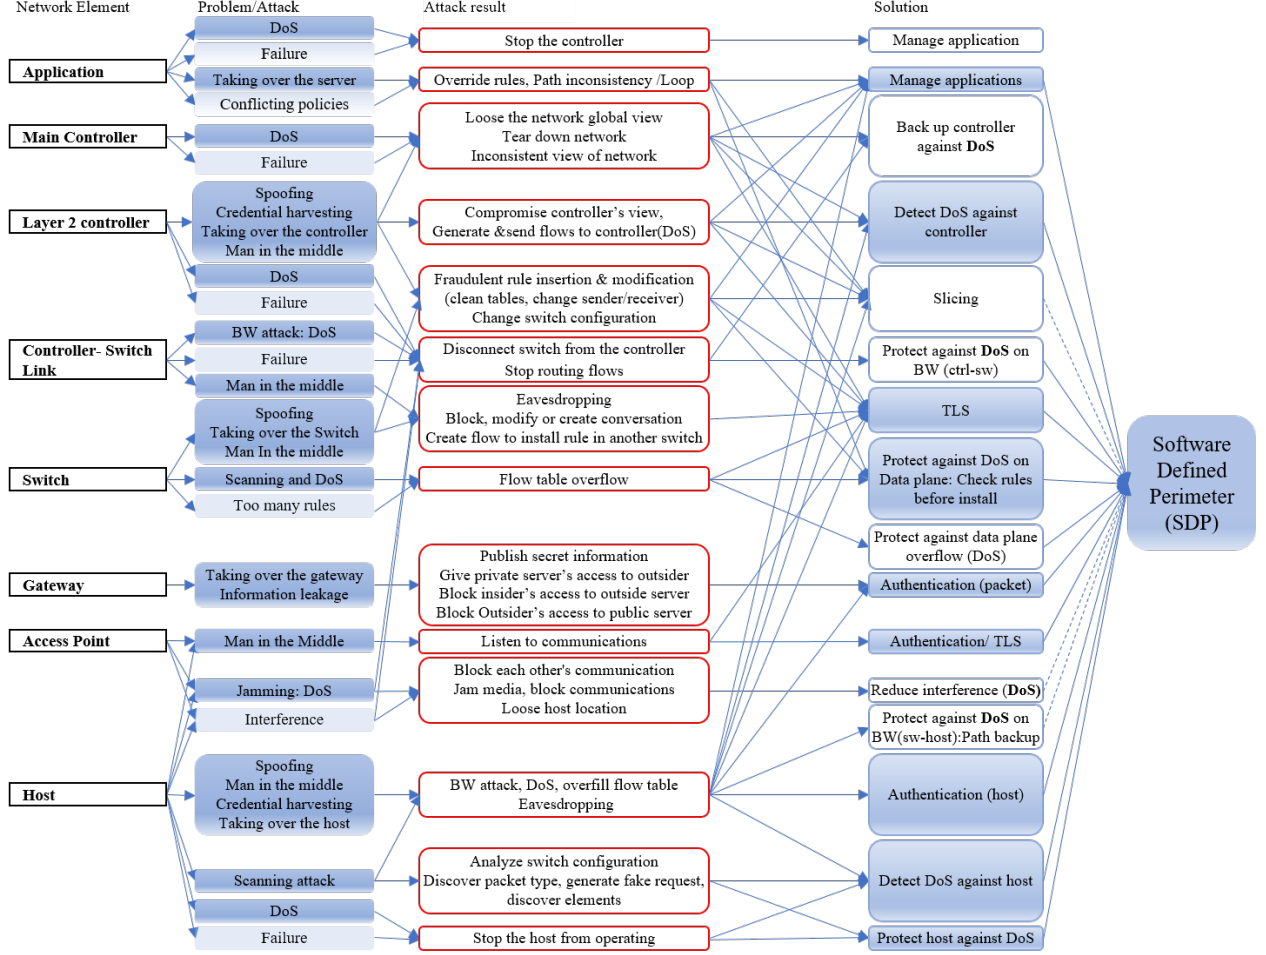 Network Element
Problem/Attack
Attack result
Solution
Application
Main Controller
Layer 2 controller
Controller- Switch
Link
Switch
Gateway
Access Point
Host
DoS
Failure
Taking over the server
Conflicting policies
DoS
Failure
Spoofing
Credential harvesting
Taking over the controller
Man in the middle
DoS
Failure
BW attack: DoS
Failure
Man in the middle
Spoofing
Taking over the Switch
Man In the middle
Scanning and DoS
Too many rules
Taking over the gateway
Information leakage
Man in the Middle
Jamming: DoS
Interference
Spoofing
Man in the middle
Credential harvesting
Taking over the host
Scanning attack
DoS
Failure
Stop the controller
Override rules, Path inconsistency /Loop
Loose the network global view
Tear down network
Inconsistent view of network
Compromise controller's view,
Generate &send flows to controller(DoS)
Fraudulent rule insertion & modification
(clean tables, change sender/receiver)
Change switch configuration
Disconnect switch from the controller
Stop routing flows
Eavesdropping
Block, modify or create conversation
Create flow to install rule in another switch
Flow table overflow
Publish secret information
Give private server's access to outsider
Block insider's access to outside server
Block Outsider's access to public server
Listen to communications
Block each other's communication
Jam media, block communications
Loose host location
BW attack, DoS, overfill flow table
Eavesdropping
Analyze switch configuration
Discover packet type, generate fake request,
discover elements
Stop the host from operating
Manage application
Manage applications
Back up controller
against DoS
Detect DoS against
controller
Slicing
Protect against DoS on
BW (ctrl-sw)
TLS
Protect against DoS on
Data plane: Check rules
before install
Protect against data plane
overflow (DoS)
Authentication (packet)
Authentication/ TLS
Reduce interference (DoS)
Protect against DoS on
BW(sw-host):Path backup
Authentication (host)
Detect DoS against host
Protect host against DoS
Software
Defined
Perimeter
(SDP)